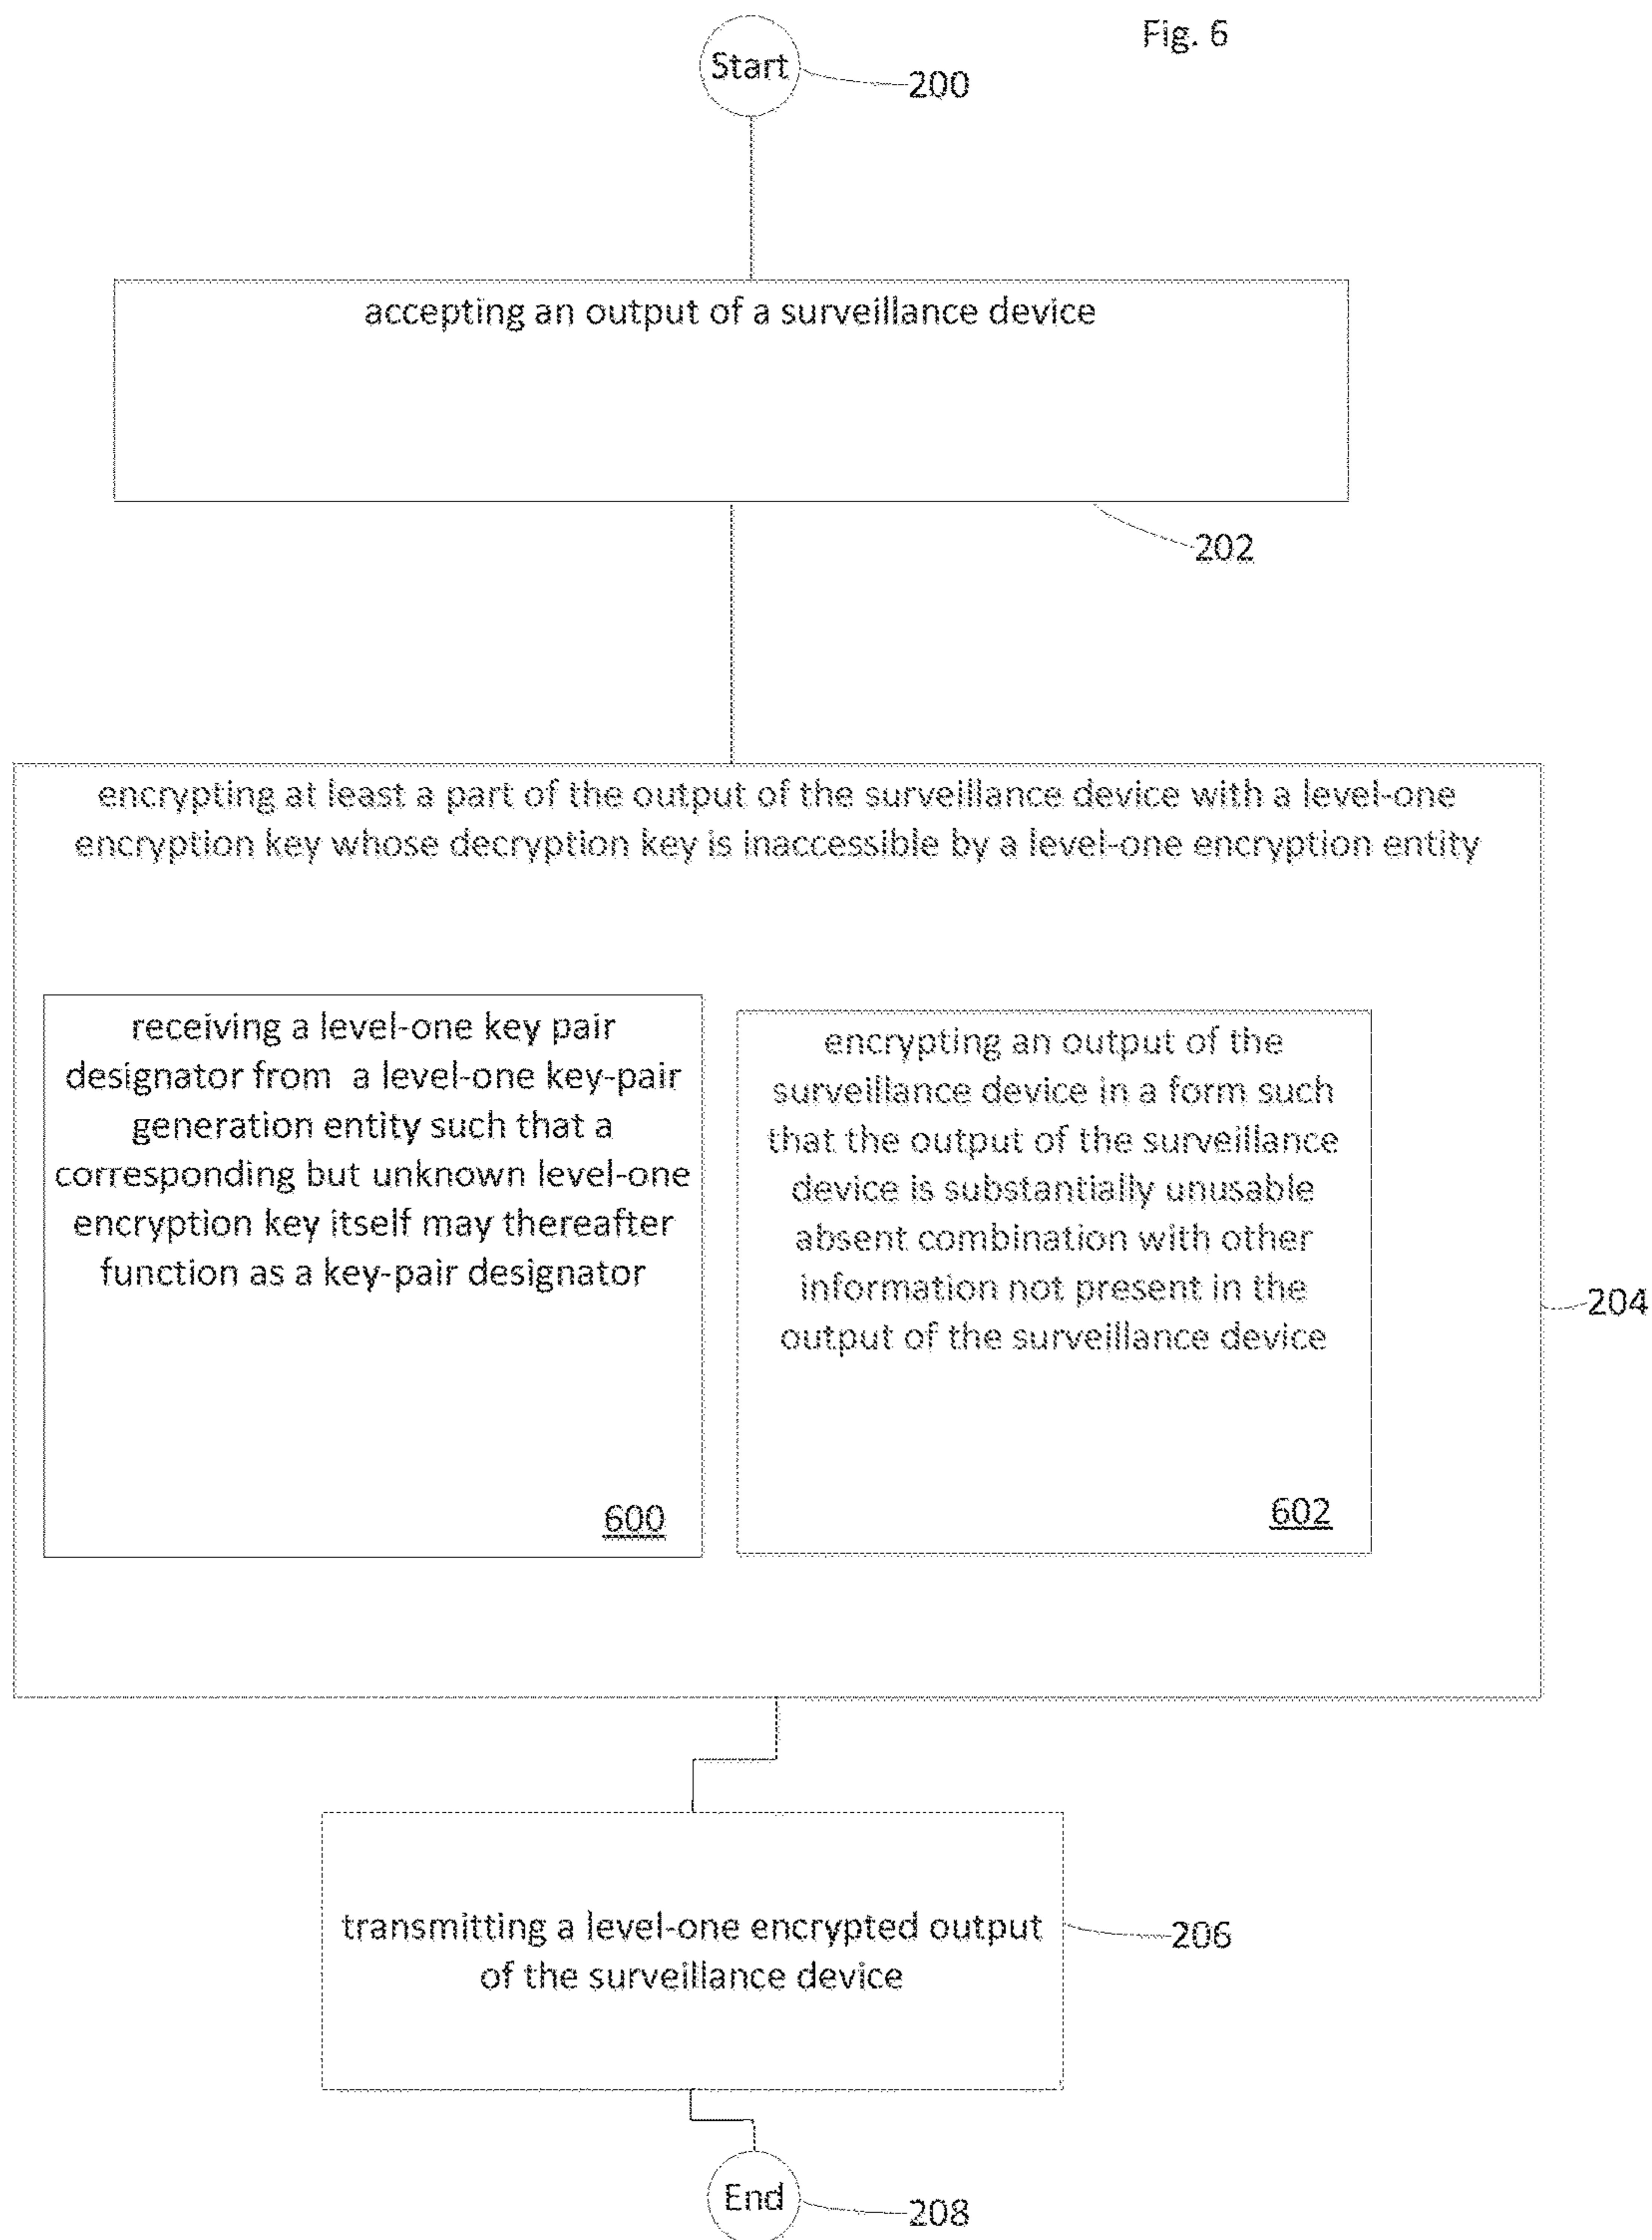 Fig. 6
Start
200
accepting an output of a surveillance device
202
encrypting at least a part of the output of the surveillance device with a level-one
encryption key whose decryption key is inaccessible by a level-one encryption entity
receiving a level-one key pair
designator from a level-one key-pair
generation entity such that a
corresponding but unknown level-one
encryption key itself may thereafter
function as a key-pair designator
600
encrypting an output of the
surveillance device in a form such
that the output of the surveillance
device is substantially unusable
absent combination with other
information not present in the
output of the surveillance device
602
204
transmitting a level-one encrypted output
of the surveillance device
206
End
208